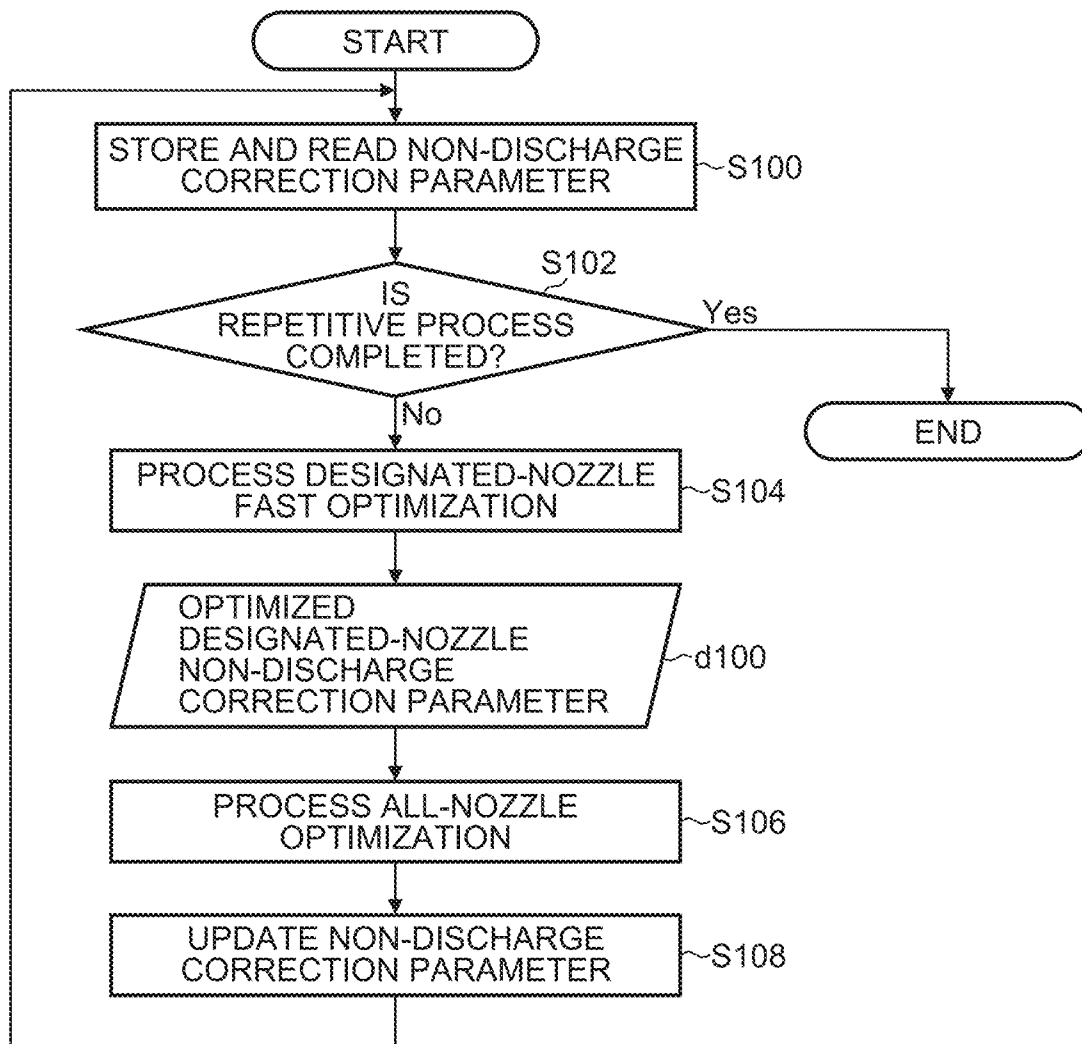 START
STORE AND READ NON-DISCHARGE
CORRECTION PARAMETER
S100
S102
IS
REPETITIVE PROCESS
COMPLETED?
Yes
No
END
PROCESS DESIGNATED-NOZZLE
FAST OPTIMIZATION
S104
OPTIMIZED
DESIGNATED-NOZZLE
NON-DISCHARGE
CORRECTION PARAMETER
d100
PROCESS ALL-NOZZLE
OPTIMIZATION
S106
UPDATE NON-DISCHARGE
CORRECTION PARAMETER
S108